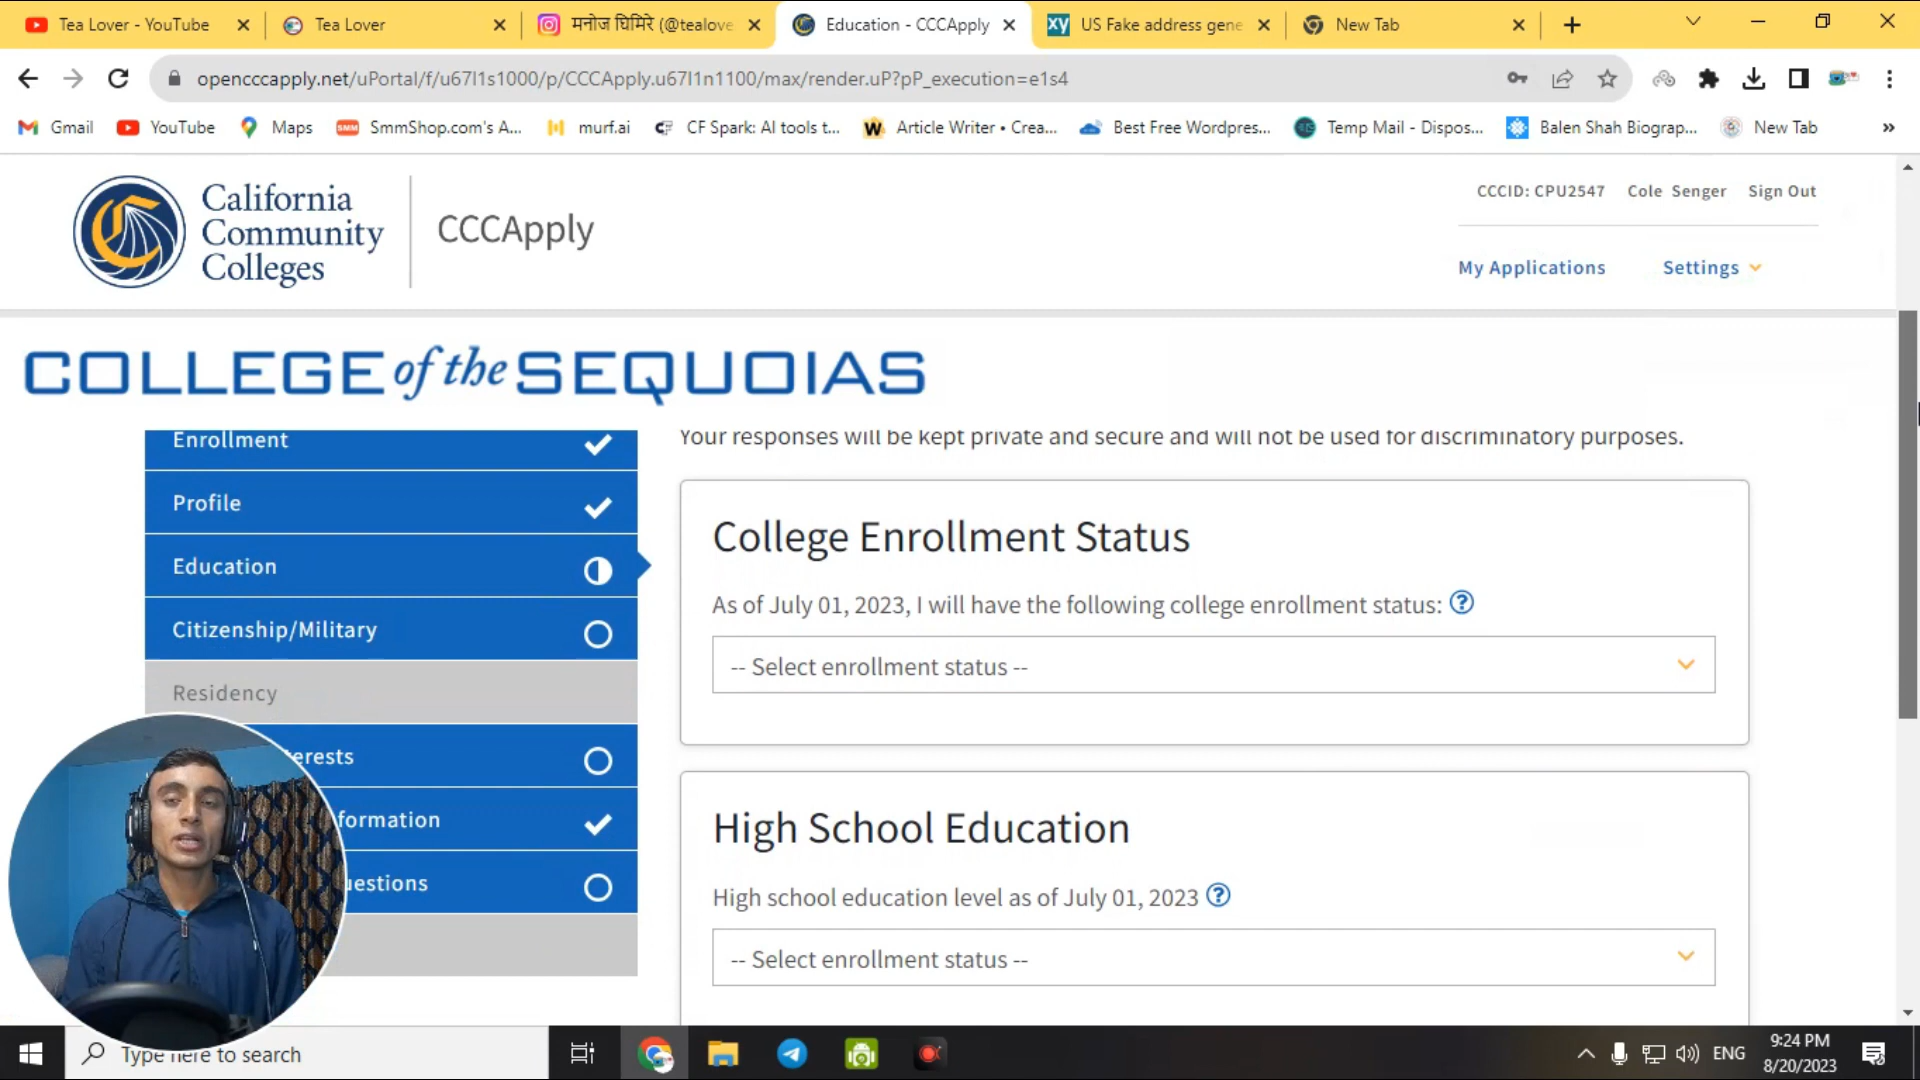 Tea Lover - YouTube
Tea Lover
मनोज घिमिरे (@tealove
Education - CCCApply
XY US Fake address gene
New Tab
opencccapply.net/uPortal/f/u67l1s1000/p/CCCApply.u67l1n1100/max/render.uP?pP_execution=e1s4
Gmail
YouTube
Maps
SMM SmmShop.com's A...
murf.ai
CF Spark: AI tools t...
W Article Writer • Crea...
Best Free Wordpres...
Temp Mail - Dispos...
Balen Shah Biograp...
New Tab
California
Community
Colleges
CCCApply
CCCID: CPU2547 Cole Senger Sign Out
My Applications Settings
COLLEGE of the SEQUOIAS
Enrollment
Profile
Education
Citizenship/Military
Residency
terests
formation
uestions
Your responses will be kept private and secure and will not be used for discriminatory purposes.
College Enrollment Status
As of July 01, 2023, I will have the following college enrollment status: ?
-- Select enrollment status --
High School Education
High school education level as of July 01, 2023 ?
-- Select enrollment status --
Type here to search
ENG
9:24 PM
8/20/2023